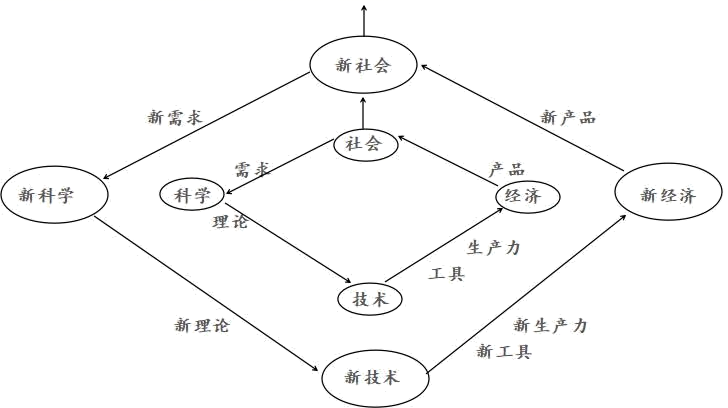 新社会
新需求
新产品
社会
需求
产品
新科学
科学
经济
新经济
理论
生产力
工具
技术
新理论
新生产力
新工具
新技术